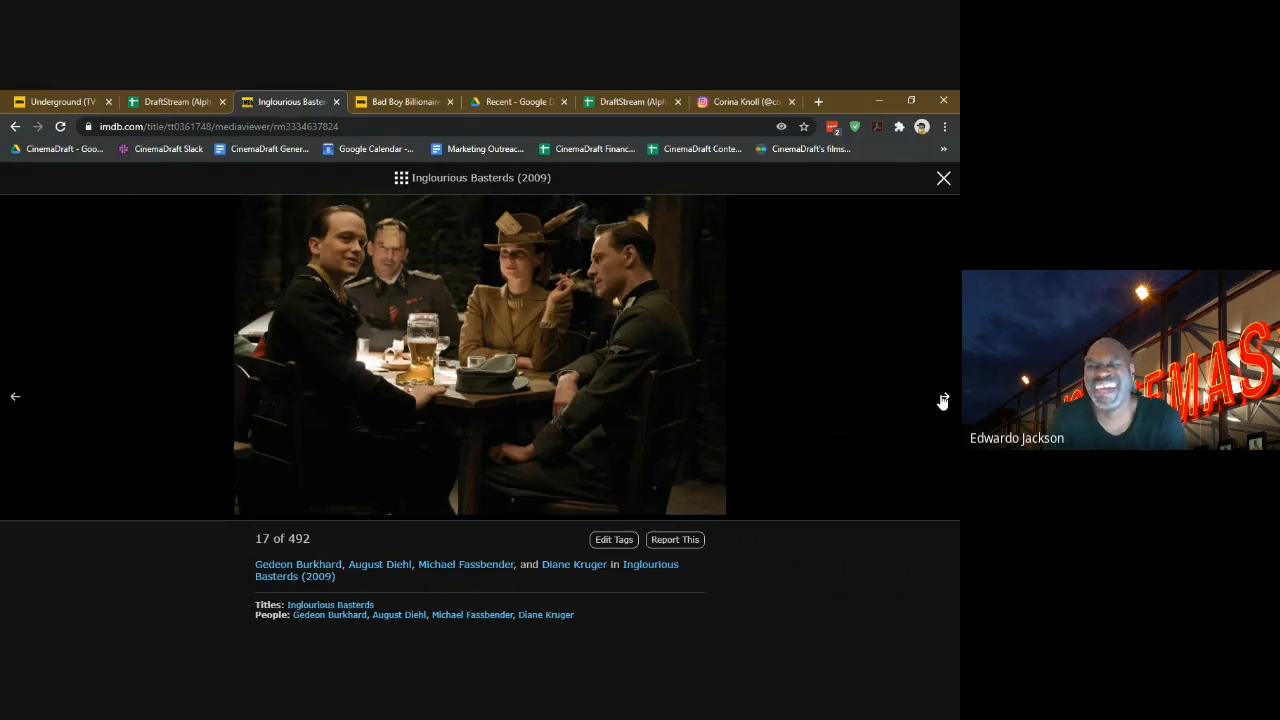 Underground (TV
DraftStream (Alph
Inglourious Baster
Bad Boy Billionaire
Recent - Google D
DraftStream (Alph
Corina Knoll (@co
imdb.com/title/tt0361748/mediaviewer/rm3334637824
2
CinemaDraft - Goo...
CinemaDraft Slack
CinemaDraft Gener...
Google Calendar -...
Marketing Outreac...
CinemaDraft Financ...
CinemaDraft Conte...
CinemaDraft's films...
»
Inglourious Basterds (2009)
17 of 492
Edit Tags
Report This
Gedeon Burkhard, August Diehl, Michael Fassbender, and Diane Kruger in Inglourious
Basterds (2009)
Titles: Inglourious Basterds
People: Gedeon Burkhard, August Diehl, Michael Fassbender, Diane Kruger
EMAS
Edwardo Jackson